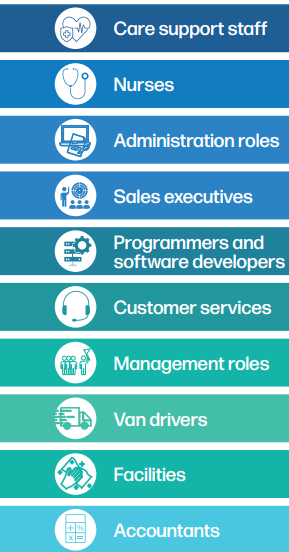 Care support staff
Nurses
Administration roles
Sales executives
Programmers and
software developers
Customer services
Management roles
Van drivers
Facilities
Accountants